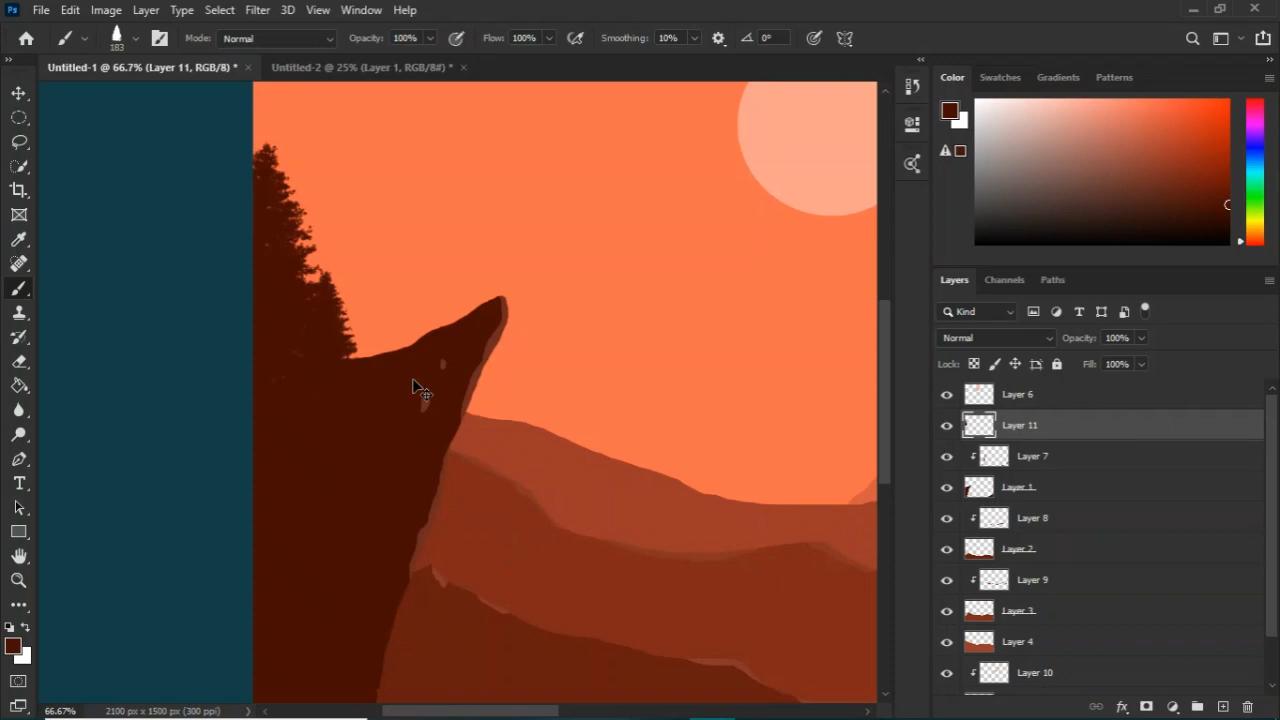 Ps File Edit Image Layer Type Select Filter 3D View Window Help
183 Mode: Normal Opacity: 100% Flow: 100% Smoothing: 10% 0°
Untitled-1 @ 66.7% (Layer 11, RGB/8) * Untitled-2 @ 25% (Layer 1, RGB/8#) *
Color Swatches Gradients Patterns
Layers Channels Paths
Kind
Normal Opacity: 100%
Lock: Fill: 100%
Layer 6
Layer 11
Layer 7
Layer 1
Layer 8
Layer 2
Layer 9
Layer 3
Layer 4
Layer 10
66.67% 2100 px x 1500 px (300 ppi)